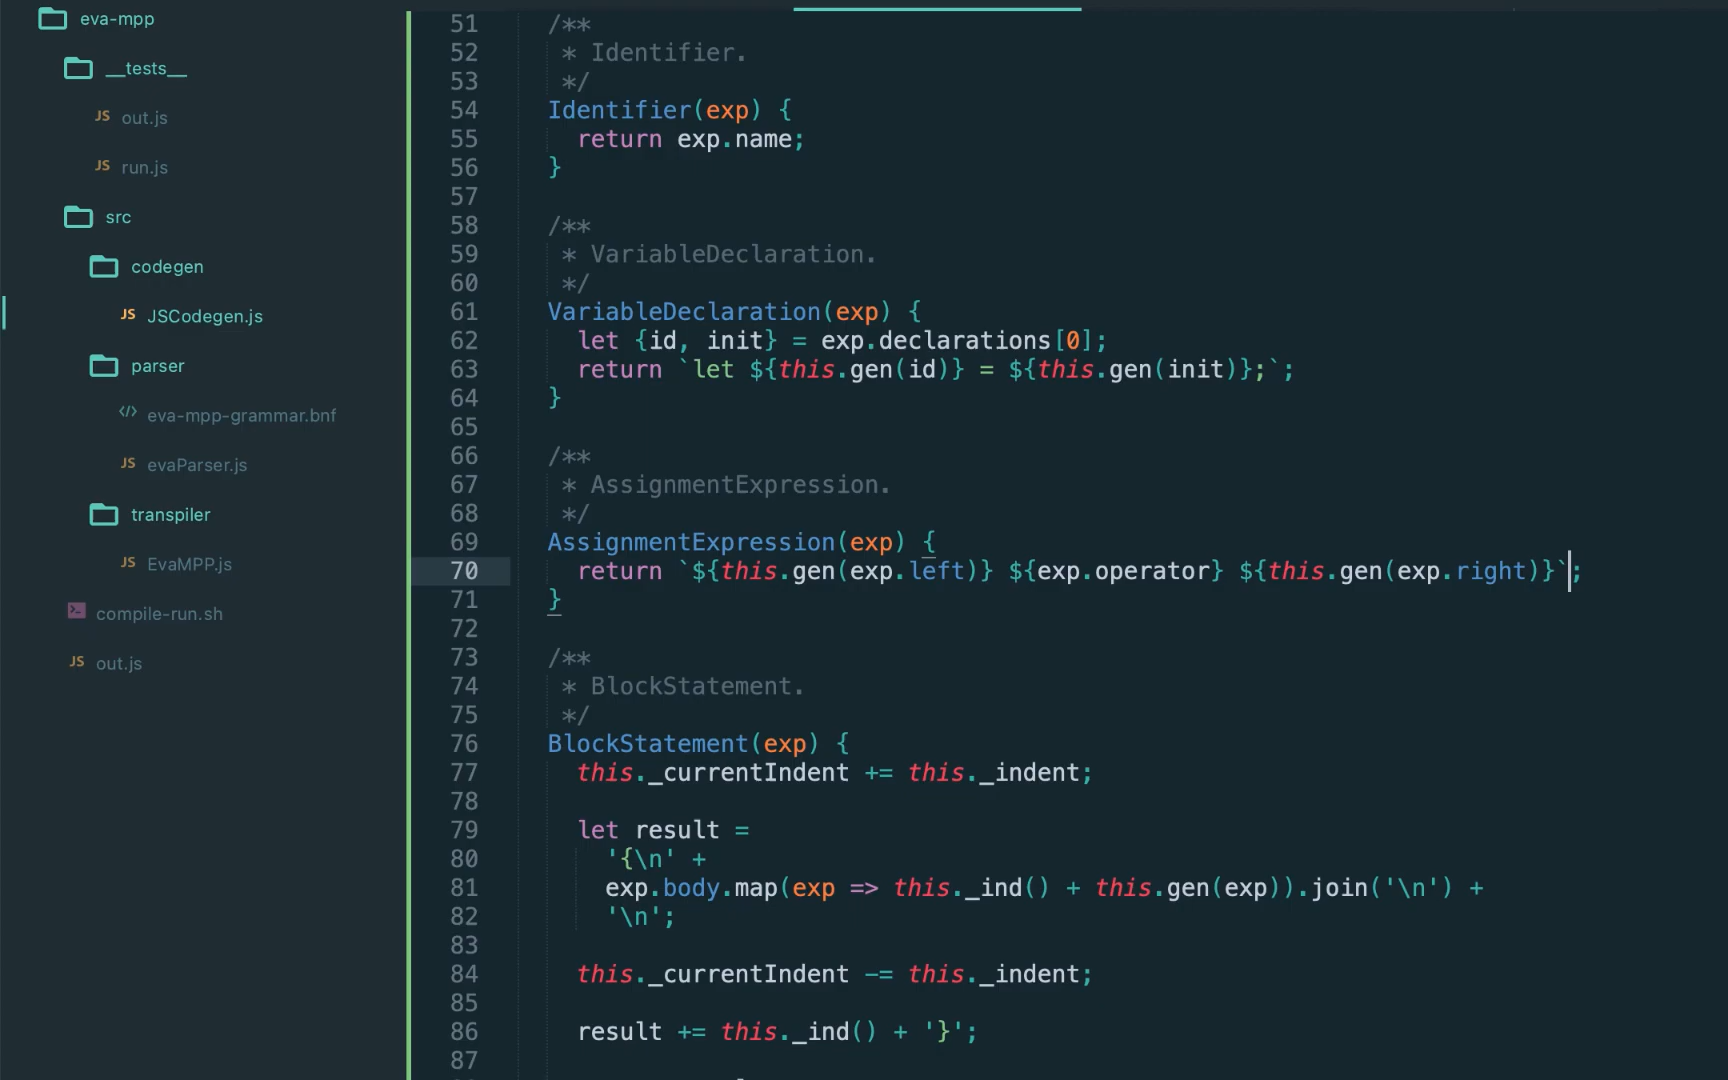 eva-mpp
__tests__
JS out.js
JS run.js
src
codegen
JS JSCodegen.js
parser
</> eva-mpp-grammar.bnf
JS evaParser.js
transpiler
JS EvaMPP.js
compile-run.sh
JS out.js
51 /**
52 * Identifier.
53 */
54 Identifier(exp) {
55 return exp.name;
56 }
57
58 /**
59 * VariableDeclaration.
60 */
61 VariableDeclaration(exp) {
62 let {id, init} = exp.declarations[0];
63 return `let ${this.gen(id)} = ${this.gen(init)};`;
64 }
65
66 /**
67 * AssignmentExpression.
68 */
69 AssignmentExpression(exp) {
70 return `${this.gen(exp.left)} ${exp.operator} ${this.gen(exp.right)}`;
71 }
72
73 /**
74 * BlockStatement.
75 */
76 BlockStatement(exp) {
77 this._currentIndent += this._indent;
78
79 let result =
80 '{\n' +
81 exp.body.map(exp => this._ind() + this.gen(exp)).join('\n') +
82 '\n';
83
84 this._currentIndent -= this._indent;
85
86 result += this._ind() + '}';
87